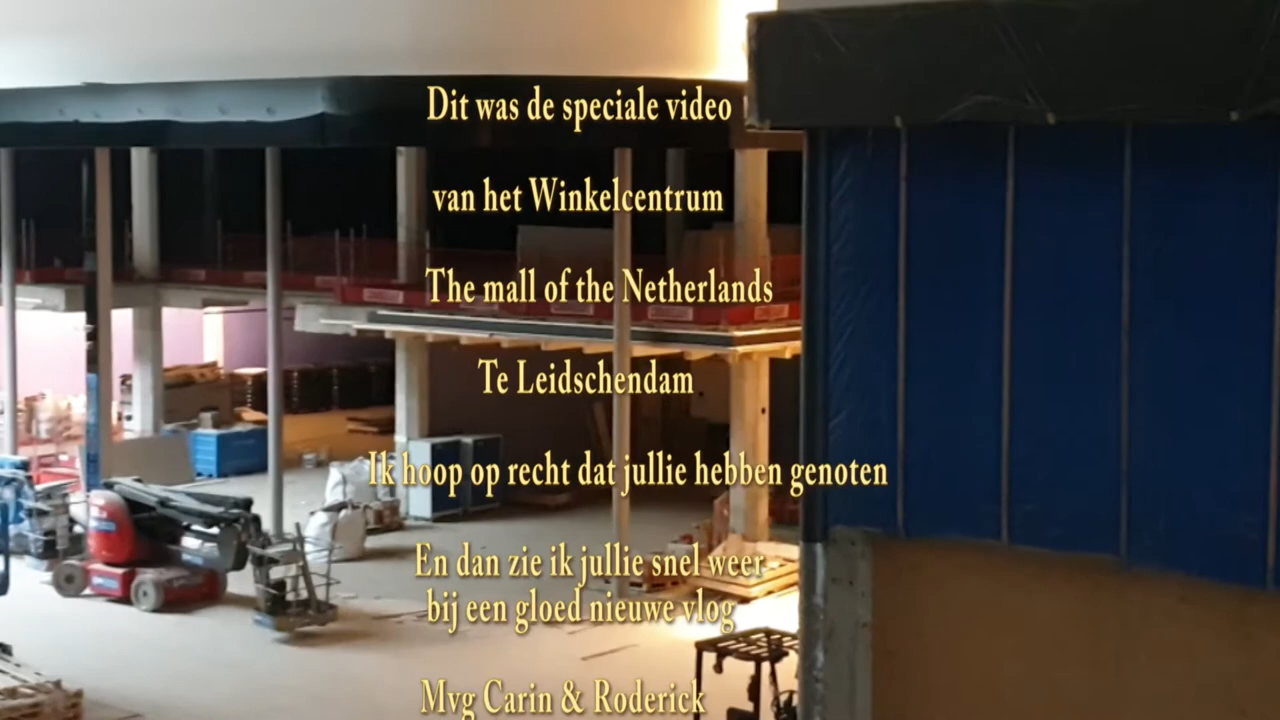 Dit was de speciale video
van het Winkelcentrum
The mall of the Netherlands
Te Leidschendam
Ik hoop op recht dat jullie hebben genoten
En dan zie ik jullie snel weer
bij een gloed nieuwe vlog
Mvg Carin & Roderick